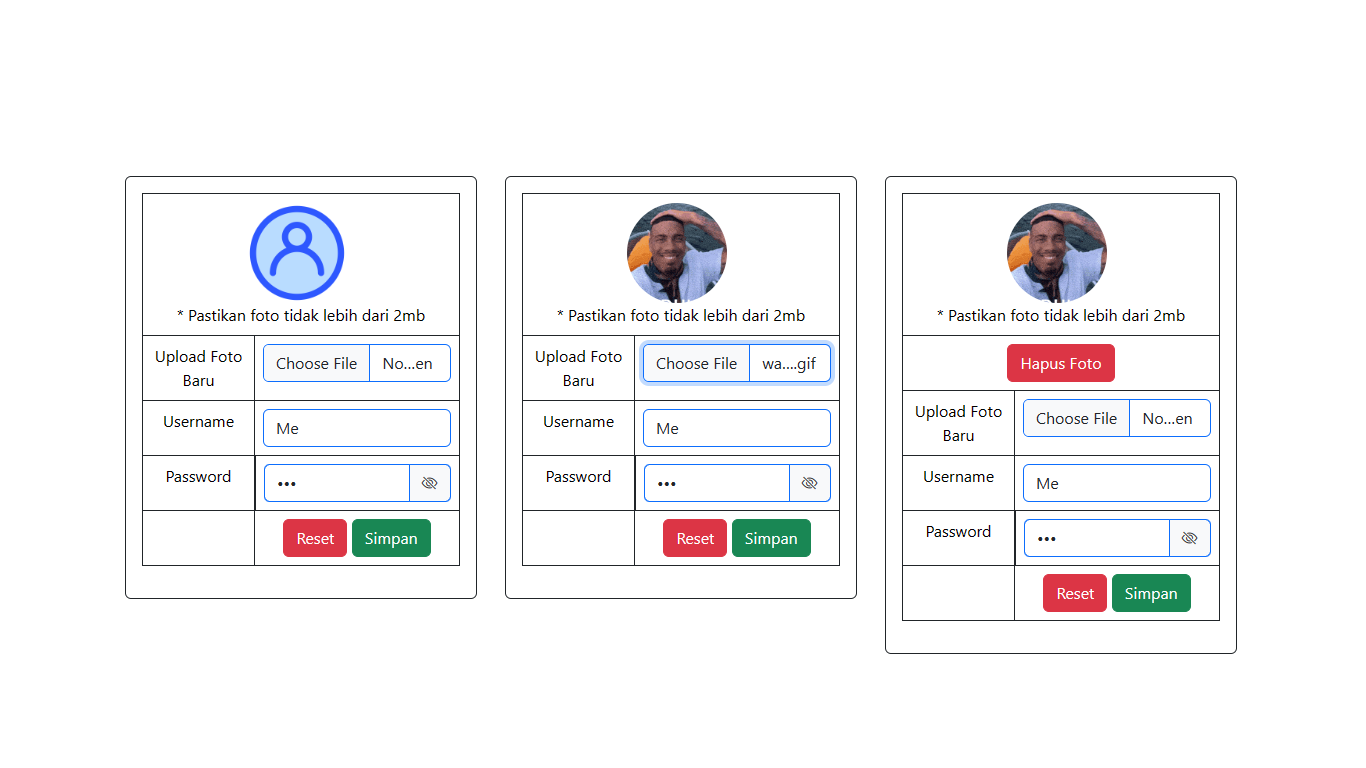 * Pastikan foto tidak lebih dari 2mb
Upload Foto
Baru
Choose File
No...en
Username
Me
Password
•••
Reset
Simpan
* Pastikan foto tidak lebih dari 2mb
Upload Foto
Baru
Choose File
wa....gif
Username
Me
Password
•••
Reset
Simpan
* Pastikan foto tidak lebih dari 2mb
Hapus Foto
Upload Foto
Baru
Choose File
No...en
Username
Me
Password
•••
Reset
Simpan